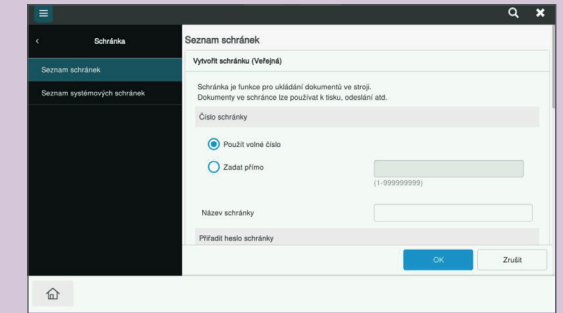 Schránka
Seznam schránek
Seznam systémových schránek
Seznam schránek
Vytvořit schránku (Veřejná)
Schránka je funkce pro ukládání dokumentů ve stroji.
Dokumenty ve schránce lze používat k tisku, odeslání atd.
Číslo schránky
Použít volné číslo
Zadat přímo
(1-999999999)
Název schránky
Přiřadit heslo schránky
OK
Zrušit